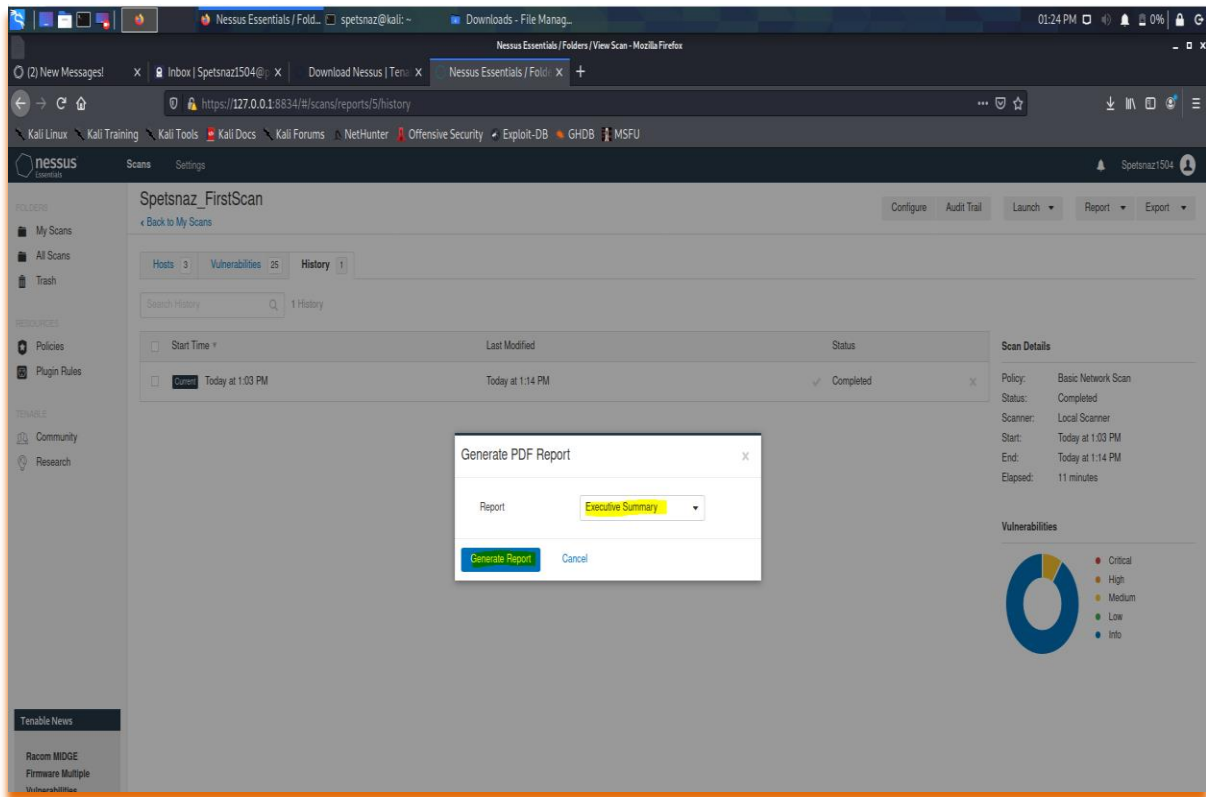 Nessus Essentials / Fold...
spetsnaz@kali: ~
Downloads - File Manag...
01:24 PM
0%
Nessus Essentials / Folders / View Scan - Mozilla Firefox
(2) New Messages!
Inbox | Spetsnaz1504@p
Download Nessus | Tena
Nessus Essentials / Folde
https://127.0.0.1:8834/#/scans/reports/5/history
Kali Linux
Kali Training
Kali Tools
Kali Docs
Kali Forums
NetHunter
Offensive Security
Exploit-DB
GHDB
MSFU
nessus
Essentials
Scans
Settings
Spetsnaz1504
FOLDERS
My Scans
All Scans
Trash
RESOURCES
Policies
Plugin Rules
TENABLE
Community
Research
Tenable News
Racom MIDGE
Firmware Multiple
Vulnerabilities
Spetsnaz_FirstScan
‹ Back to My Scans
Configure
Audit Trail
Launch
Report
Export
Hosts 3
Vulnerabilities 25
History 1
Search History
1 History
Start Time
Last Modified
Status
Current Today at 1:03 PM
Today at 1:14 PM
Completed
Generate PDF Report
Report
Executive Summary
Generate Report
Cancel
Scan Details
Policy: Basic Network Scan
Status: Completed
Scanner: Local Scanner
Start: Today at 1:03 PM
End: Today at 1:14 PM
Elapsed: 11 minutes
Vulnerabilities
Critical
High
Medium
Low
Info